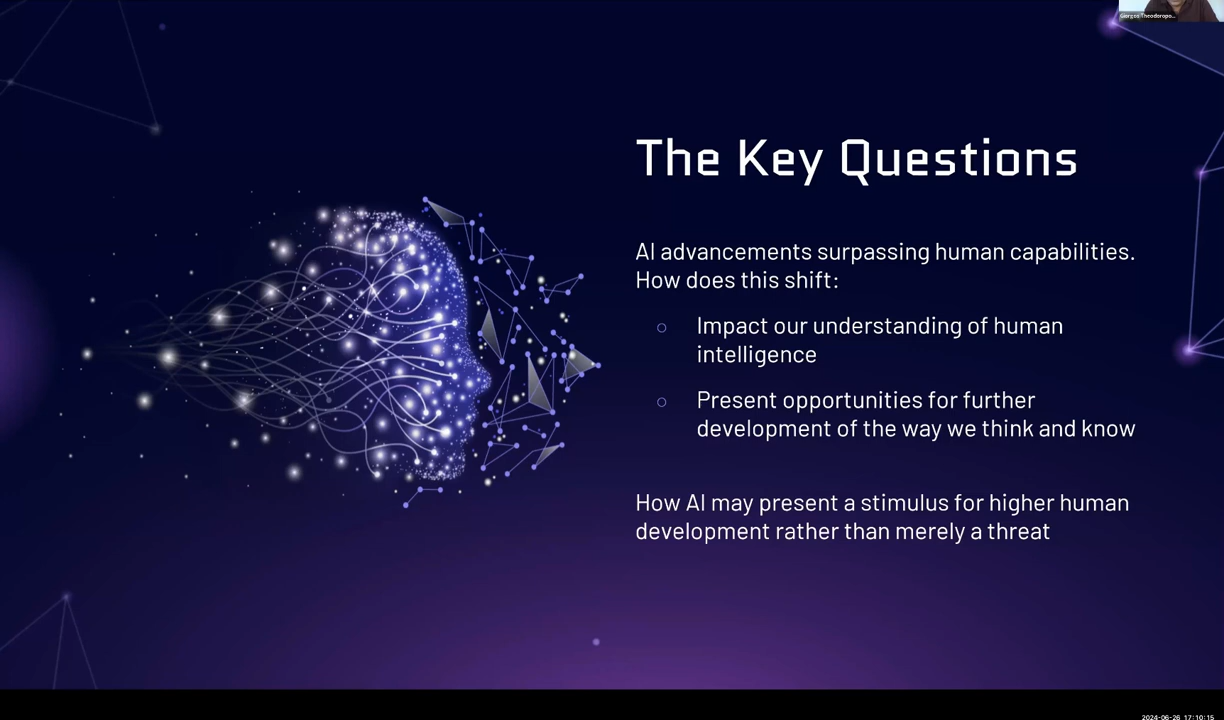 Giorgos Theodoropo...
The Key Questions
AI advancements surpassing human capabilities.
How does this shift:
○ Impact our understanding of human
intelligence
○ Present opportunities for further
development of the way we think and know
How AI may present a stimulus for higher human
development rather than merely a threat
2024-06-26 17:10:15